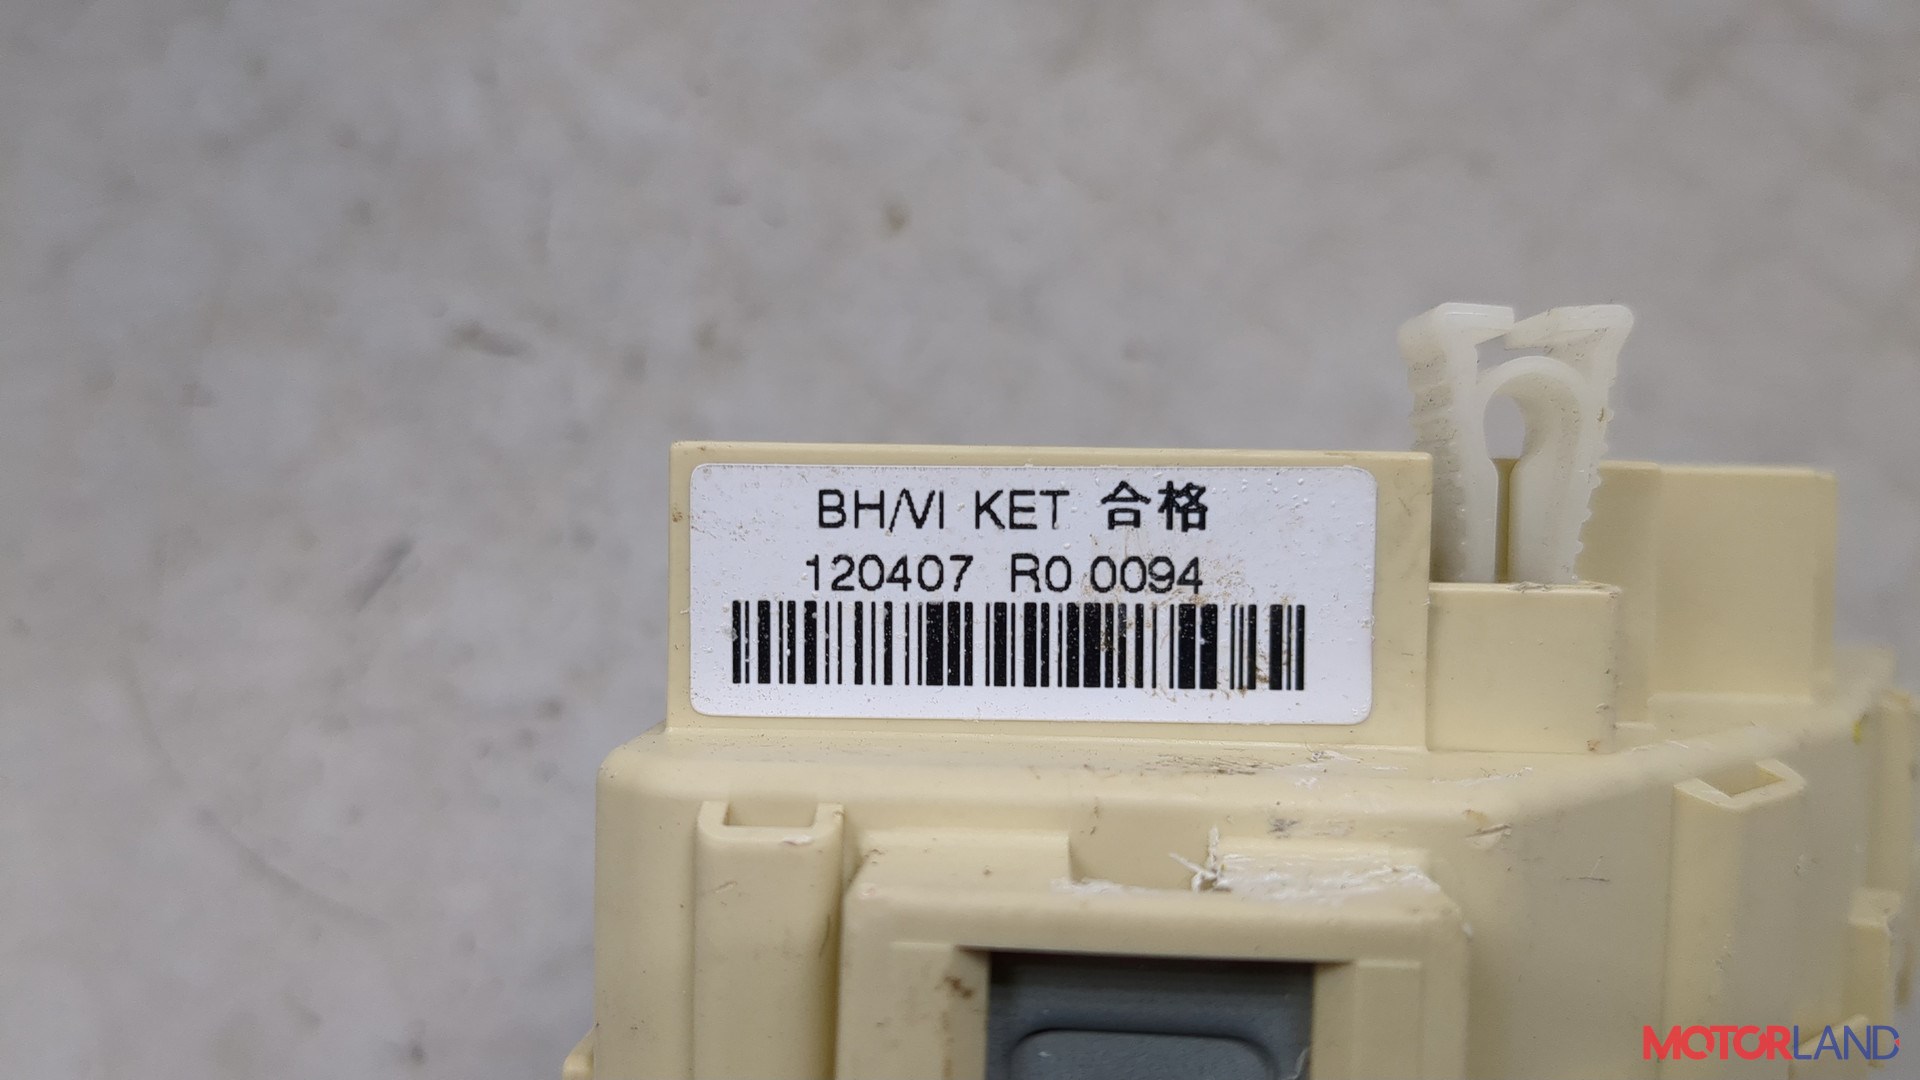 BH/VI KET 合格
120407 R0 0094
MOTORLAND